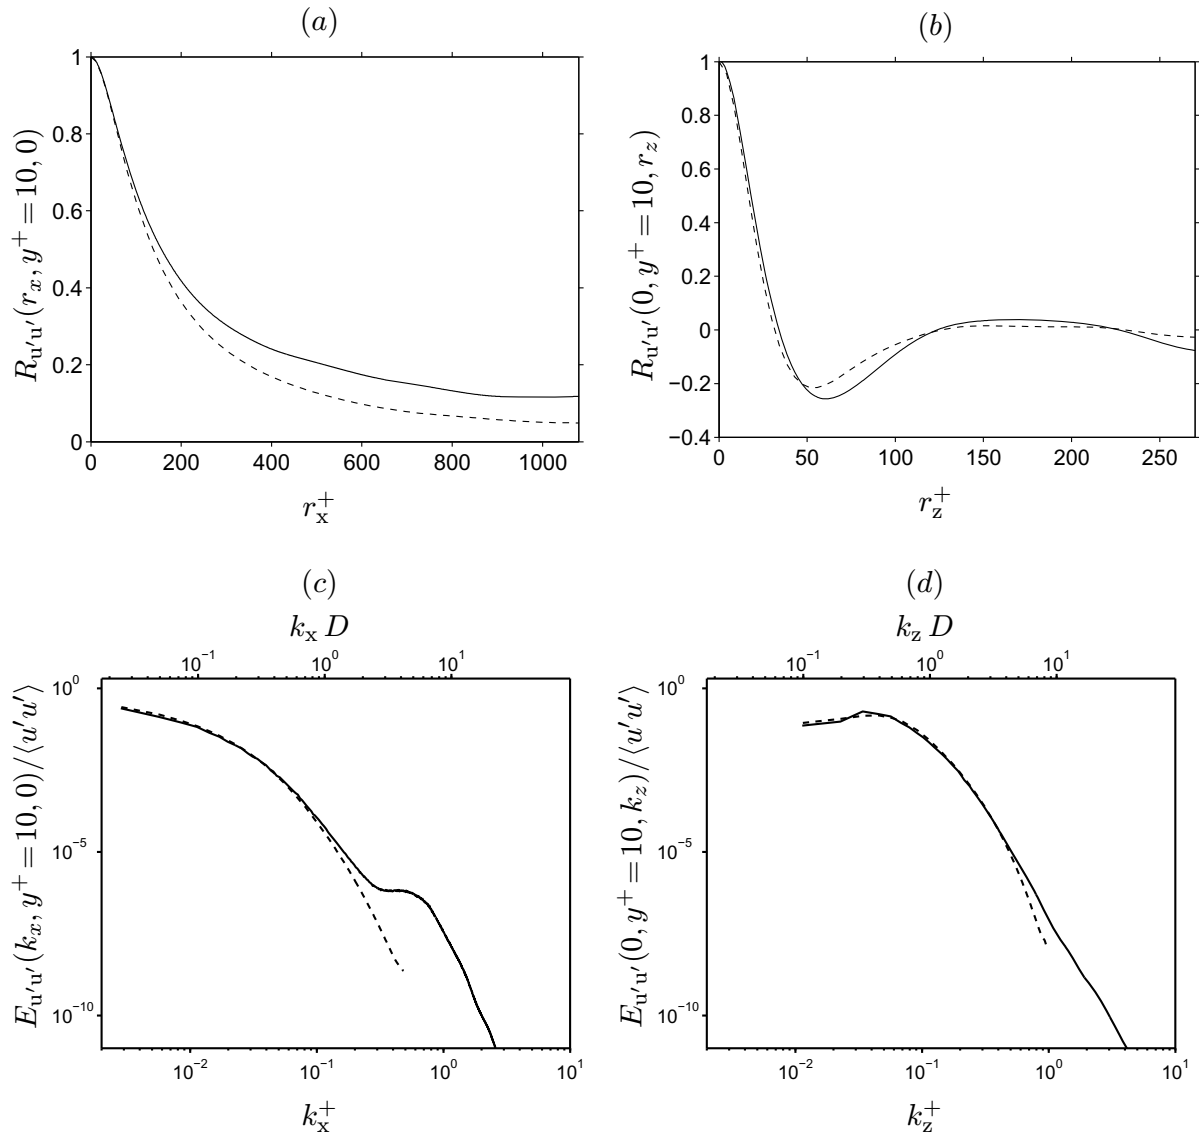 (a)
1
0.8
0.6
0.4
0.2
0
R_{u'u'}(r_x, y^+ = 10, 0)
0 200 400 600 800 1000
r_x^+
(b)
1
0.8
0.6
0.4
0.2
0
−0.2
−0.4
R_{u'u'}(0, y^+ = 10, r_z)
0 50 100 150 200 250
r_z^+
(c)
k_x D
10^{−1} 10^0 10^1
10^0
10^{−5}
10^{−10}
E_{u'u'}(k_x, y^+ = 10, 0)/⟨u'u'⟩
10^{−2} 10^{−1} 10^0 10^1
k_x^+
(d)
k_z D
10^{−1} 10^0 10^1
10^0
10^{−5}
10^{−10}
E_{u'u'}(0, y^+ = 10, k_z)/⟨u'u'⟩
10^{−2} 10^{−1} 10^0 10^1
k_z^+